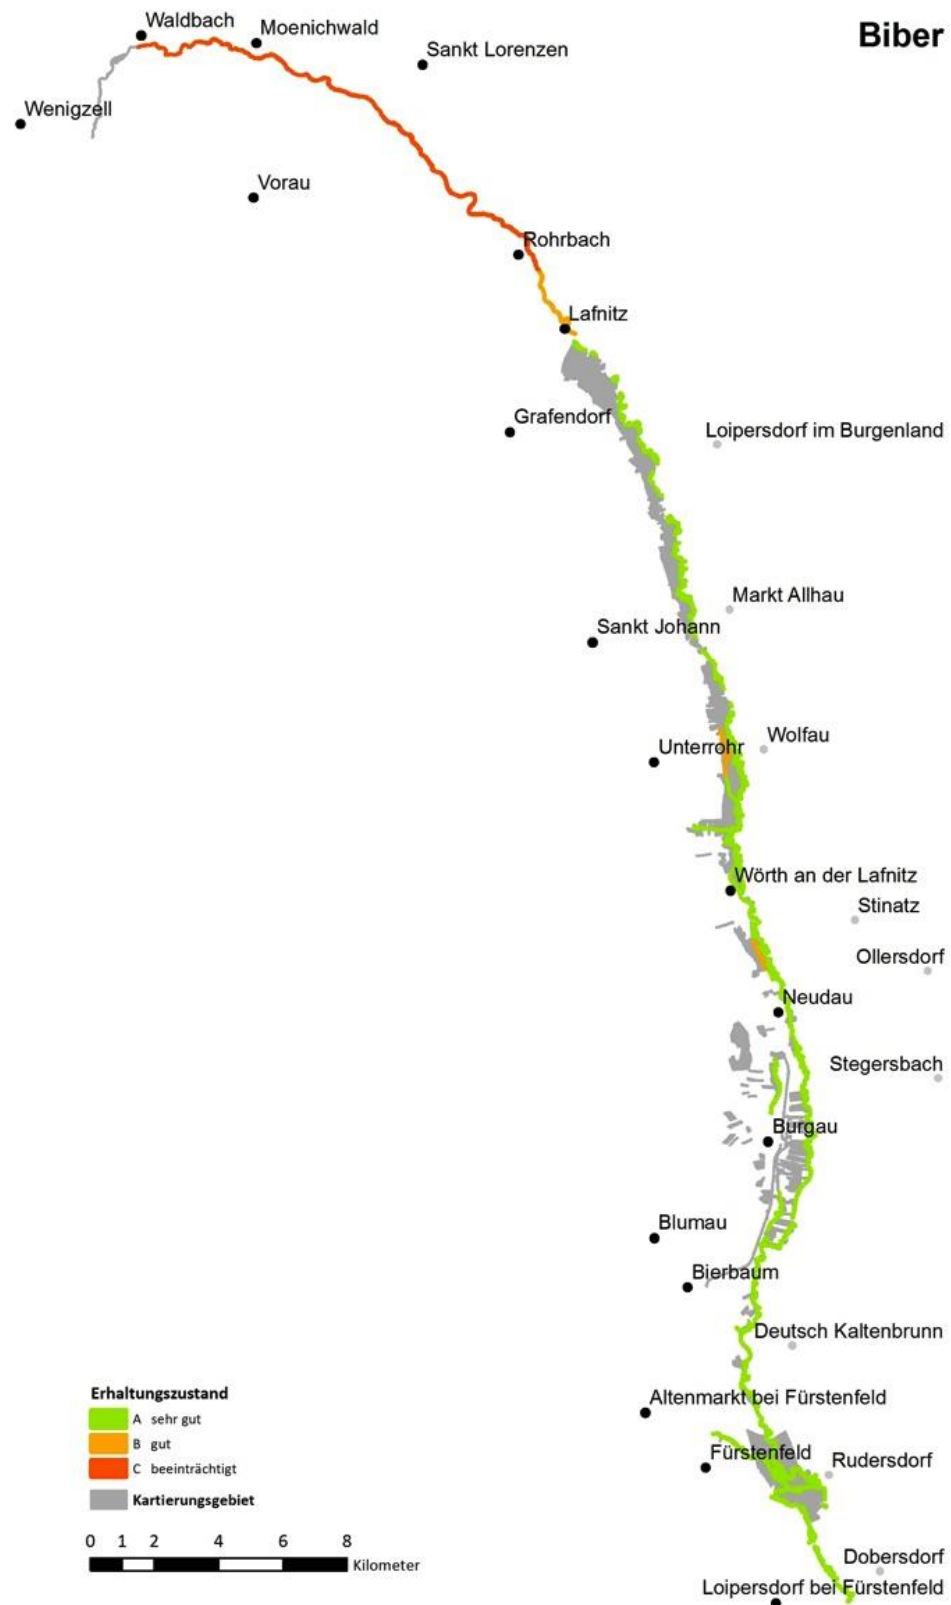 Biber
Waldbach
Moenichwald
Sankt Lorenzen
Wenigzell
Vorau
Rohrbach
Lafnitz
Grafendorf
Loipersdorf im Burgenland
Markt Allhau
Sankt Johann
Wolfau
Unterrohr
Wörth an der Lafnitz
Stinatz
Ollersdorf
Neudau
Stegersbach
Burgau
Blumau
Bierbaum
Deutsch Kaltenbrunn
Altenmarkt bei Fürstenfeld
Fürstenfeld
Rudersdorf
Dobersdorf
Loipersdorf bei Fürstenfeld
Erhaltungszustand
A sehr gut
B gut
C beeinträchtigt
Kartierungsgebiet
0 1 2 4 6 8
Kilometer